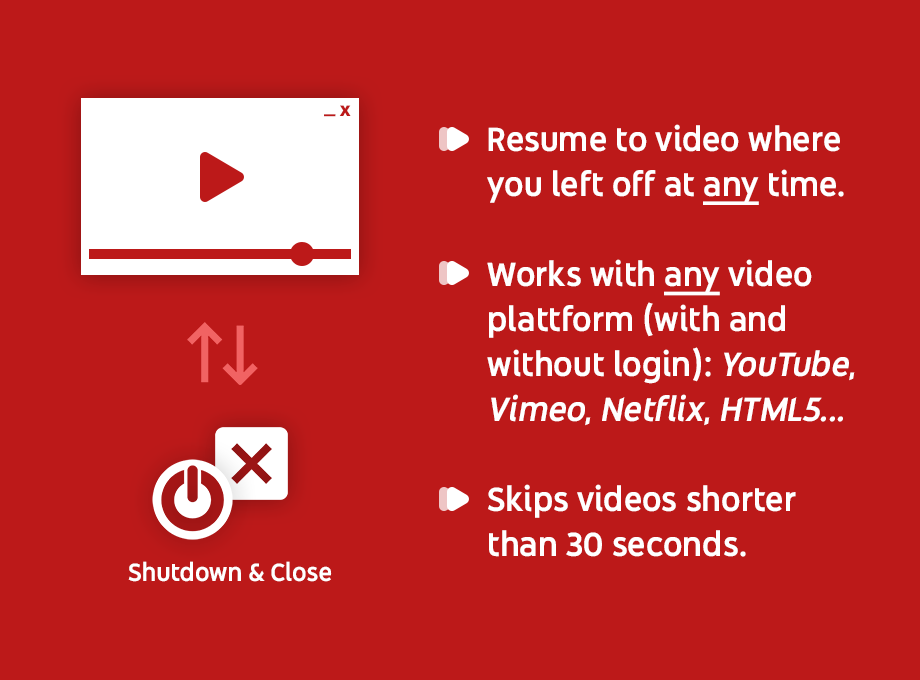 _ x
Resume to video where
you left off at any time.
Works with any video
plattform (with and
without login): YouTube,
Vimeo, Netflix, HTML5...
Skips videos shorter
than 30 seconds.
Shutdown & Close